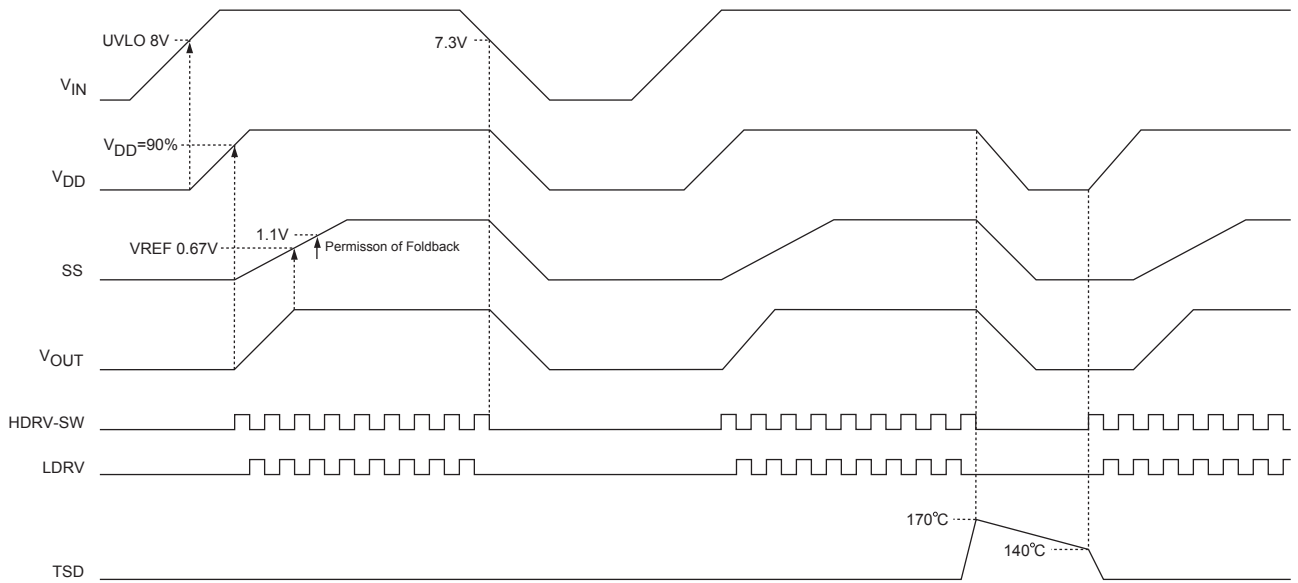 UVLO 8V
7.3V
VIN
VDD=90%
VDD
1.1V
VREF 0.67V
Permisson of Foldback
SS
VOUT
HDRV-SW
LDRV
170°C
140°C
TSD